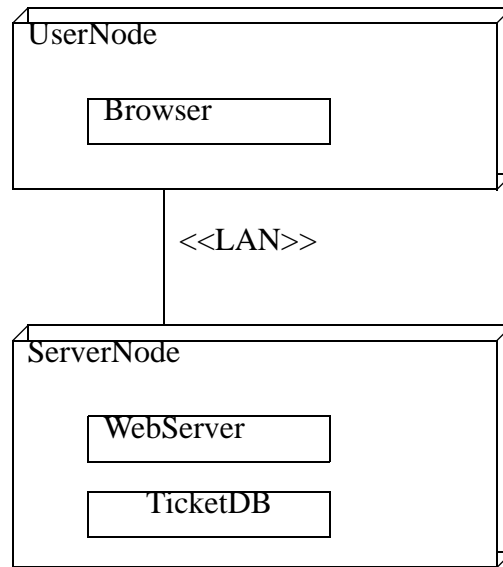 UserNode
Browser
<<LAN>>
ServerNode
WebServer
TicketDB